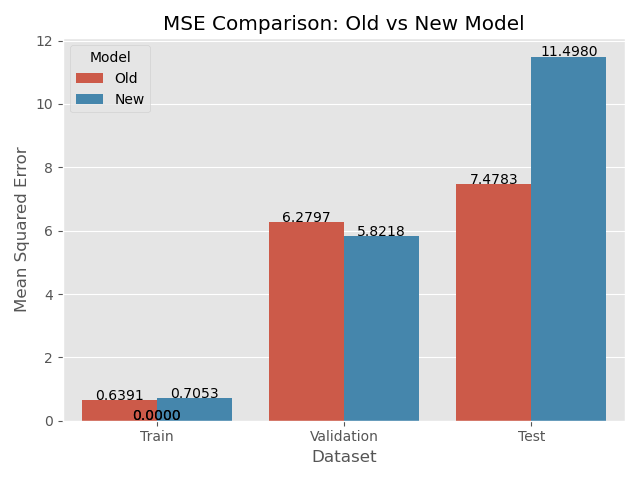 MSE Comparison: Old vs New Model
12
10
8
6
4
2
0
Mean Squared Error
Model
Old
New
0.6391
0.7053
0.0000
6.2797
5.8218
7.4783
11.4980
Train
Validation
Test
Dataset